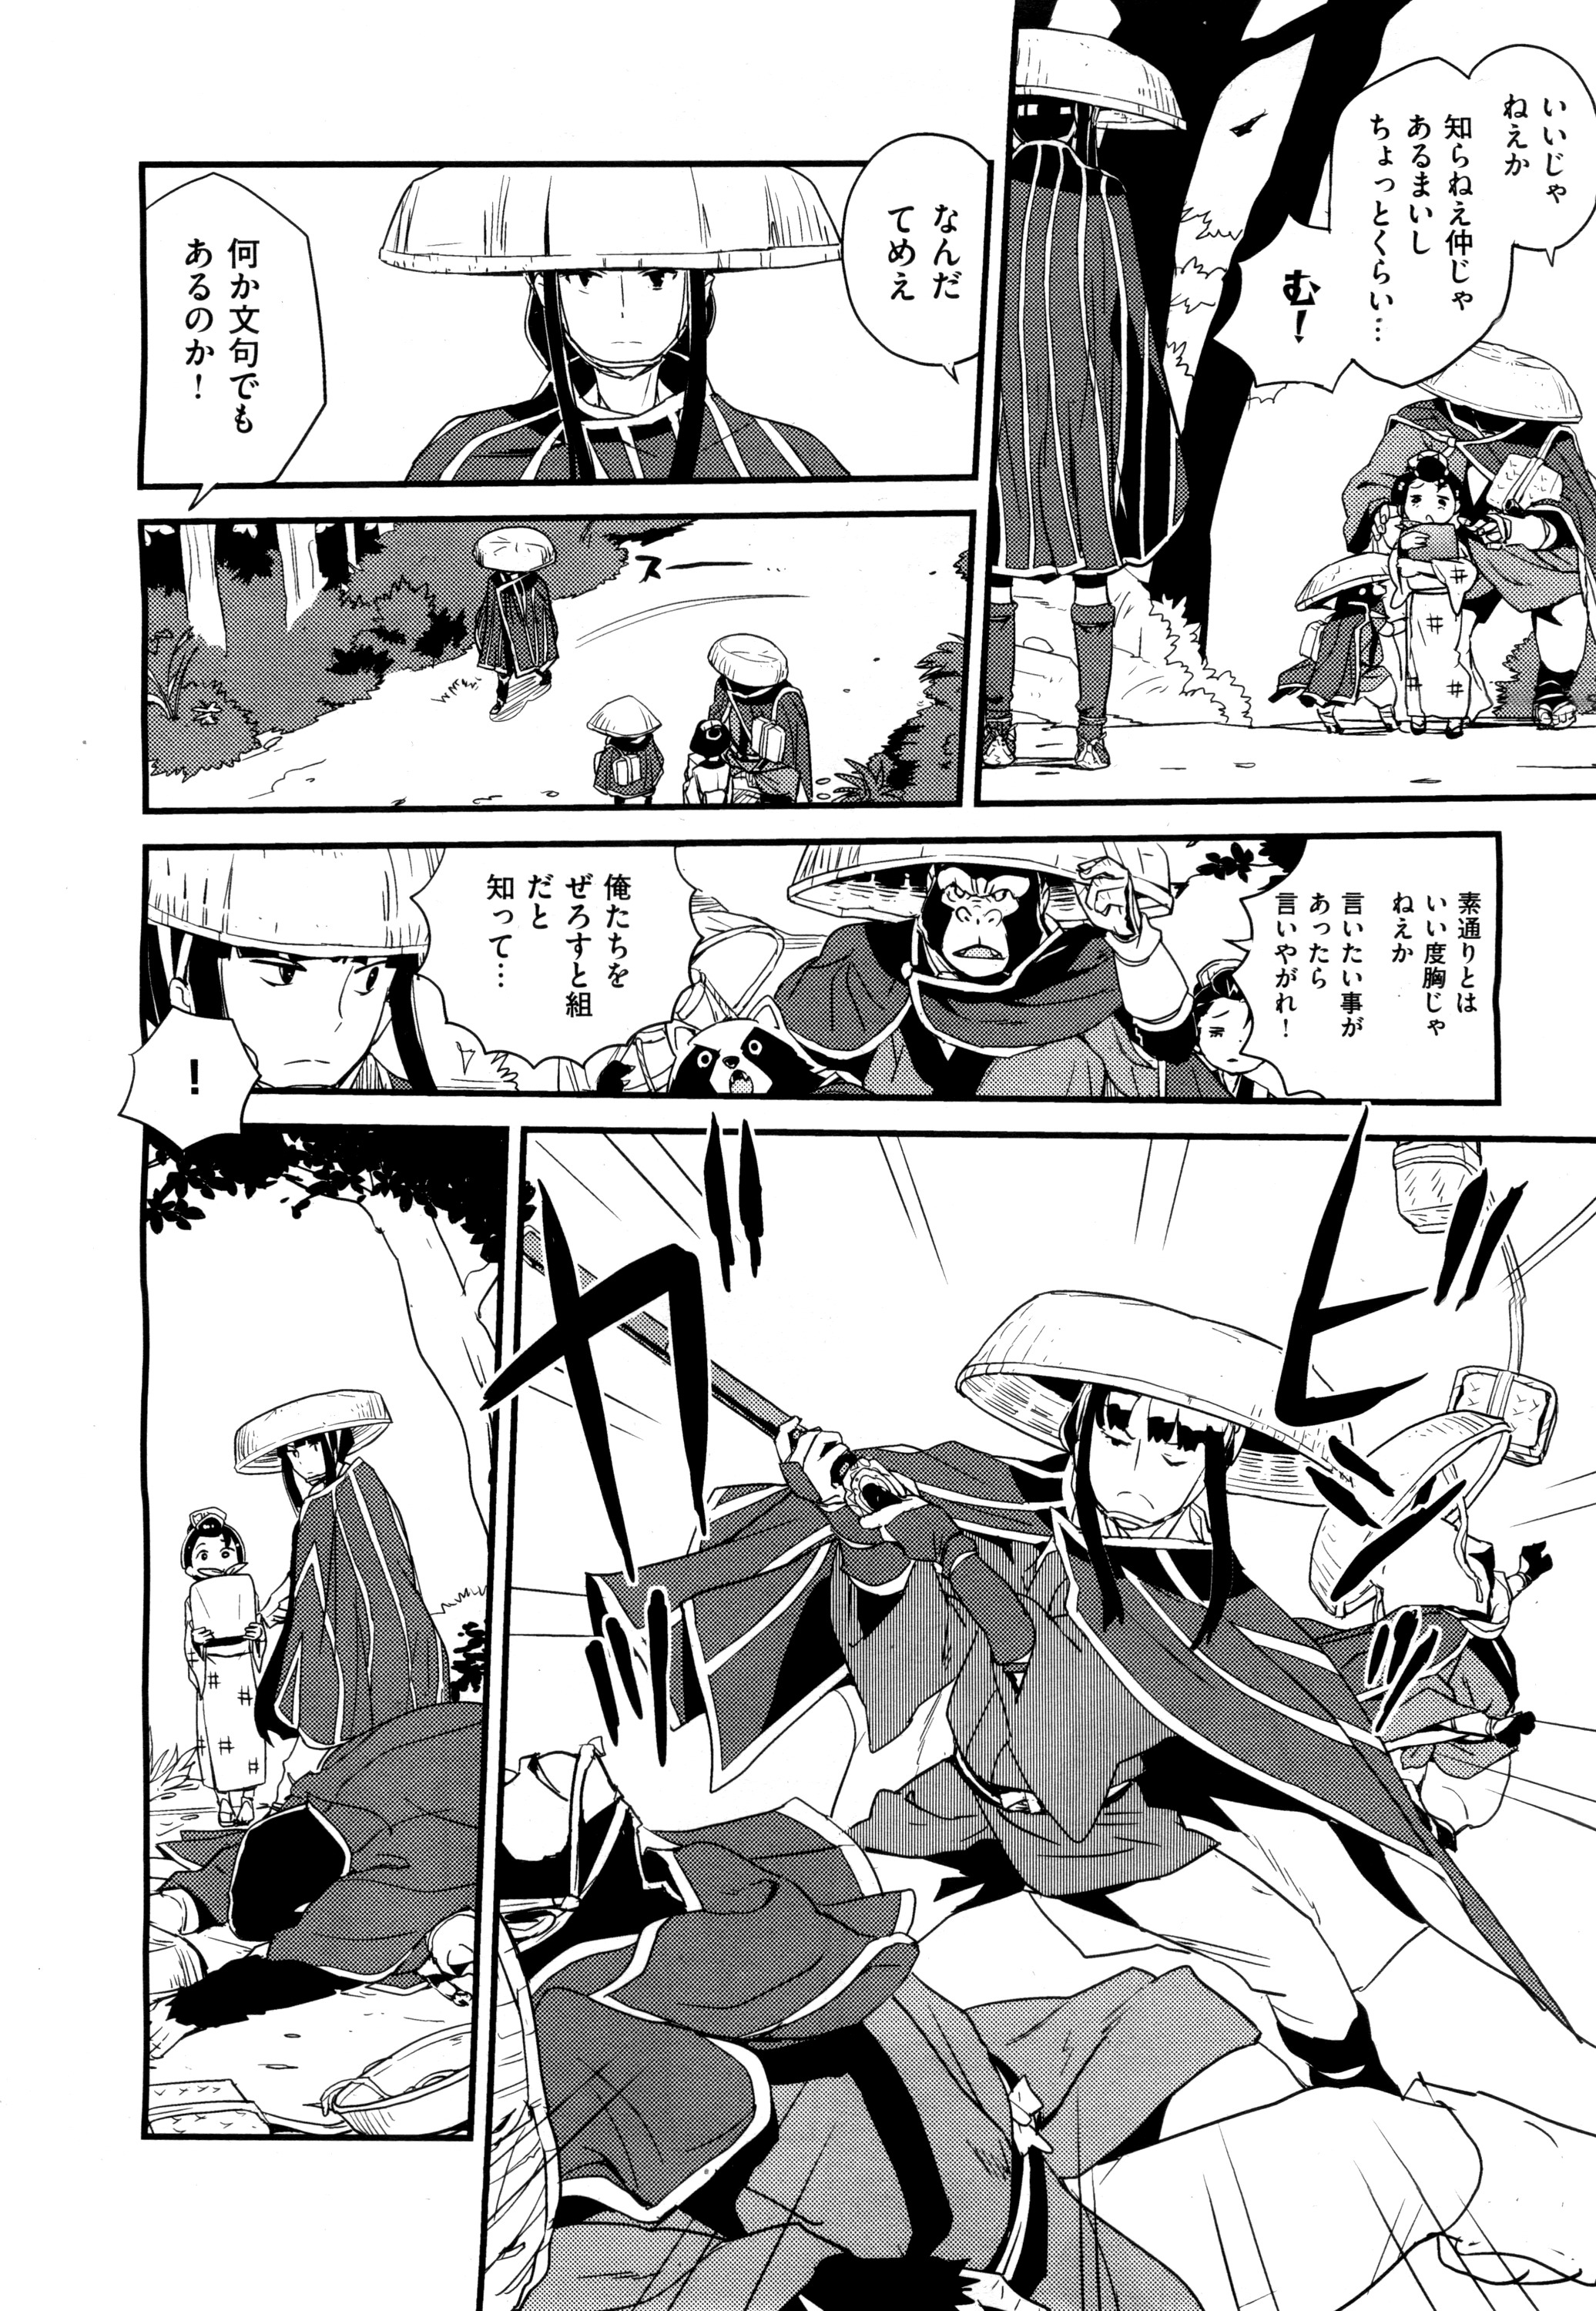 いいじゃ
ねえか
知らねえ仲じゃ
あるまいし
ちょっとくらい…
む!
なんだ
てめえ
何か文句でも
あるのか!
スー
素通りとは
いい度胸じゃ
ねえか
言いたい事が
あったら
言いやがれ!
俺たちを
ぜろすと組
だと
知って…
!
ビカ